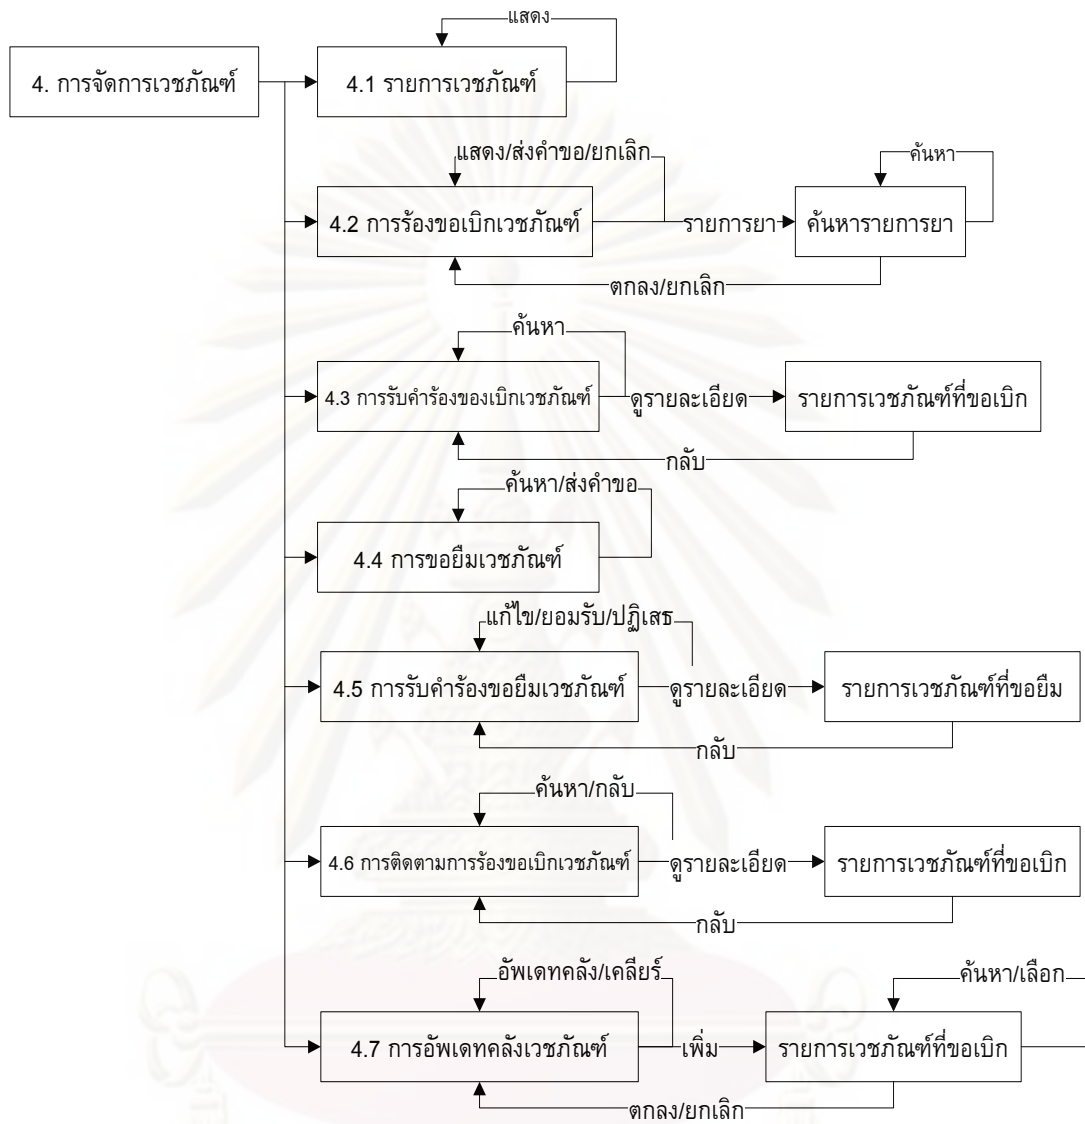 แสดง
4. การจัดการเวชภัณฑ์
4.1 รายการเวชภัณฑ์
แสดง/ส่งคำขอ/ยกเลิก
ค้นหา
4.2 การร้องขอเบิกเวชภัณฑ์
รายการยา
ค้นหารายการยา
ตกลง/ยกเลิก
ค้นหา
4.3 การรับคำร้องของเบิกเวชภัณฑ์
ดูรายละเอียด
รายการเวชภัณฑ์ที่ขอเบิก
กลับ
ค้นหา/ส่งคำขอ
4.4 การขอยืมเวชภัณฑ์
แก้ไข/ยอมรับ/ปฏิเสธ
4.5 การรับคำร้องขอยืมเวชภัณฑ์
ดูรายละเอียด
รายการเวชภัณฑ์ที่ขอยืม
กลับ
ค้นหา/กลับ
4.6 การติดตามการร้องขอเบิกเวชภัณฑ์
ดูรายละเอียด
รายการเวชภัณฑ์ที่ขอเบิก
กลับ
อัพเดทคลัง/เคลียร์
ค้นหา/เลือก
4.7 การอัพเดทคลังเวชภัณฑ์
เพิ่ม
รายการเวชภัณฑ์ที่ขอเบิก
ตกลง/ยกเลิก